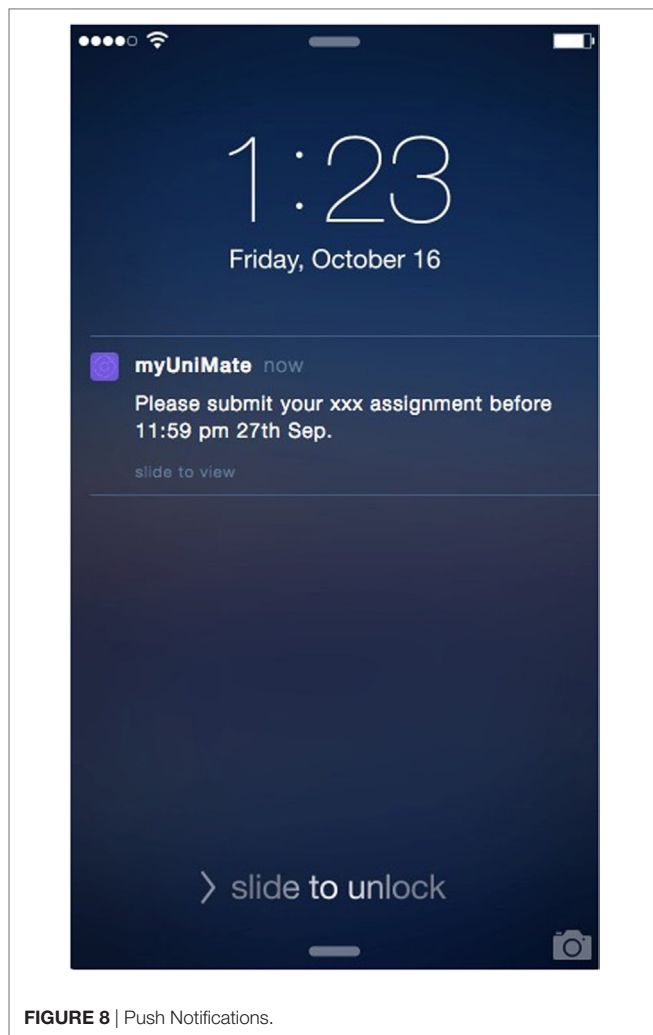 1:23
Friday, October 16
myUniMate now
Please submit your xxx assignment before
11:59 pm 27th Sep.
slide to view
slide to unlock
FIGURE 8 | Push Notifications.